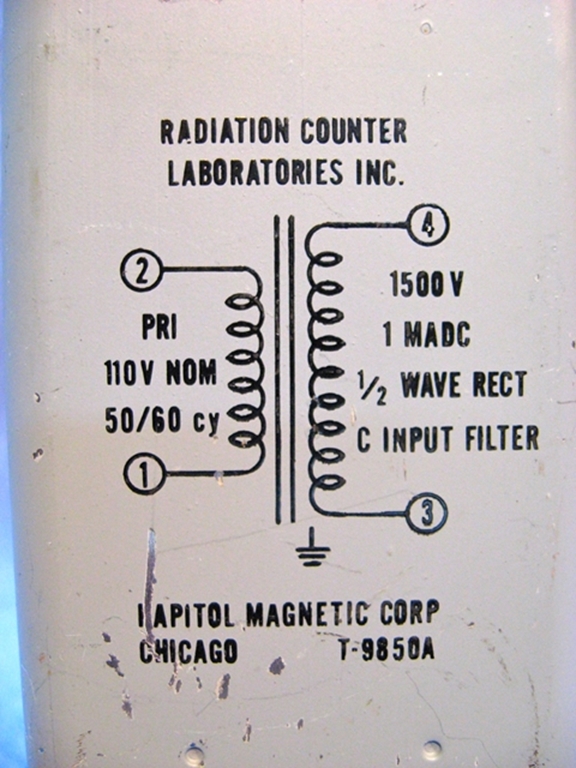 RADIATION COUNTER
LABORATORIES INC.
4
2
1500 V
PRI
1 MADC
110V NOM
1/2 WAVE RECT
50/60 cy
C INPUT FILTER
1
3
MAGNETIC CORP
CHICAGO T-9850A